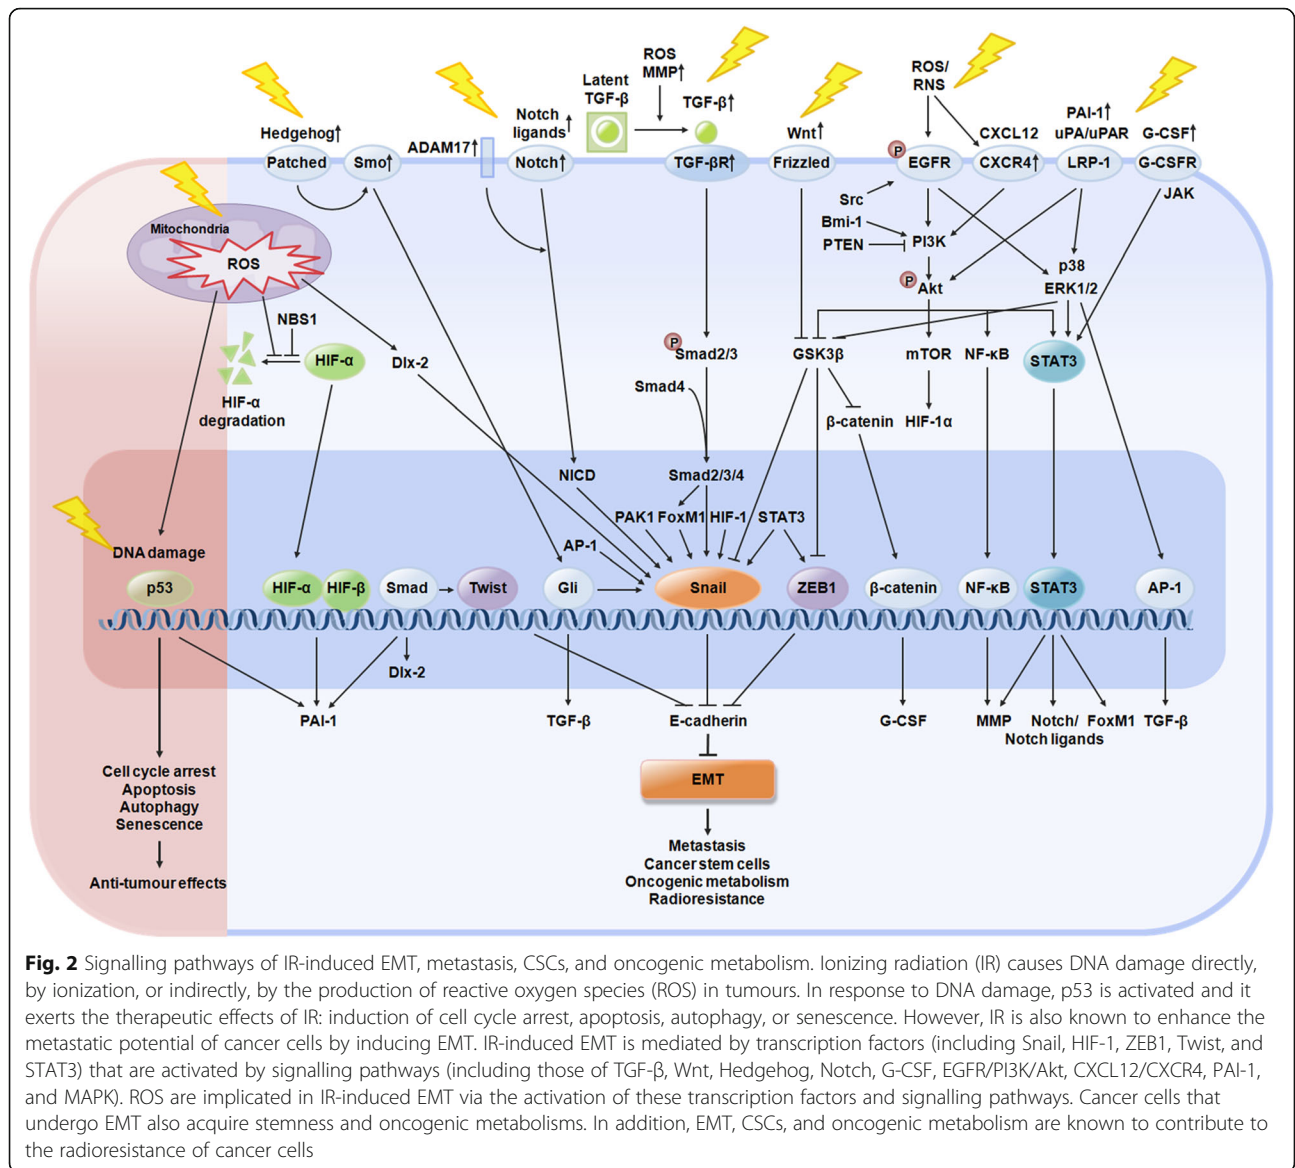 ROS
MMP↑
Latent
TGF-β
TGF-β↑
ROS/
RNS
Hedgehog↑
Notch
ligands↑
Wnt↑
CXCL12
PAI-1↑
uPA/uPAR
G-CSF↑
Patched
Smo↑
ADAM17↑
Notch↑
TGF-βR↑
Frizzled
P
EGFR
CXCR4↑
LRP-1
G-CSFR
JAK
Src
Bmi-1
PTEN
PI3K
Mitochondria
ROS
p38
ERK1/2
P
Akt
NBS1
HIF-α
Dlx-2
P
Smad2/3
GSK3β
mTOR
NF-κB
STAT3
Smad4
HIF-α
degradation
β-catenin
HIF-1α
NICD
Smad2/3/4
PAK1
FoxM1
HIF-1
STAT3
AP-1
DNA damage
p53
HIF-α
HIF-β
Smad
Twist
Gli
Snail
ZEB1
β-catenin
NF-κB
STAT3
AP-1
Dlx-2
PAI-1
TGF-β
E-cadherin
G-CSF
MMP
Notch/
Notch ligands
FoxM1
TGF-β
Cell cycle arrest
Apoptosis
Autophagy
Senescence
Anti-tumour effects
EMT
Metastasis
Cancer stem cells
Oncogenic metabolism
Radioresistance
Fig. 2 Signalling pathways of IR-induced EMT, metastasis, CSCs, and oncogenic metabolism. Ionizing radiation (IR) causes DNA damage directly,
by ionization, or indirectly, by the production of reactive oxygen species (ROS) in tumours. In response to DNA damage, p53 is activated and it
exerts the therapeutic effects of IR: induction of cell cycle arrest, apoptosis, autophagy, or senescence. However, IR is also known to enhance the
metastatic potential of cancer cells by inducing EMT. IR-induced EMT is mediated by transcription factors (including Snail, HIF-1, ZEB1, Twist, and
STAT3) that are activated by signalling pathways (including those of TGF-β, Wnt, Hedgehog, Notch, G-CSF, EGFR/PI3K/Akt, CXCL12/CXCR4, PAI-1,
and MAPK). ROS are implicated in IR-induced EMT via the activation of these transcription factors and signalling pathways. Cancer cells that
undergo EMT also acquire stemness and oncogenic metabolisms. In addition, EMT, CSCs, and oncogenic metabolism are known to contribute to
the radioresistance of cancer cells